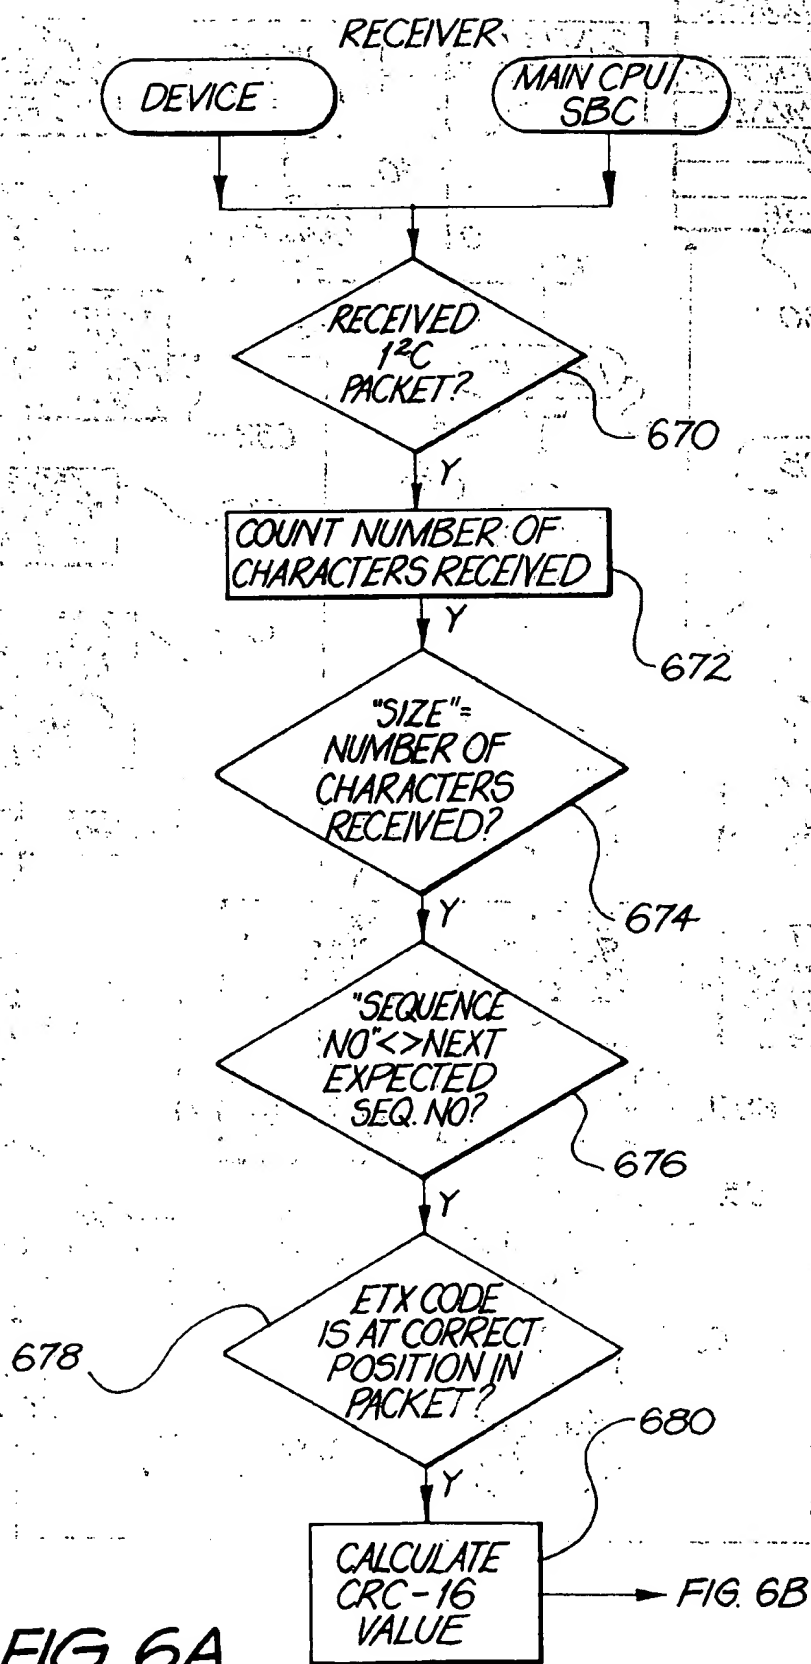 RECEIVER
DEVICE
MAIN CPU/
SBC
RECEIVED
I²C
PACKET?
670
Y
COUNT NUMBER OF
CHARACTERS RECEIVED
672
Y
"SIZE"=
NUMBER OF
CHARACTERS
RECEIVED?
674
Y
"SEQUENCE
NO"<>NEXT
EXPECTED
SEQ. NO?
676
Y
ETX CODE
IS AT CORRECT
POSITION IN
PACKET?
678
Y
680
CALCULATE
CRC-16
VALUE
FIG. 6B
FIG. 6A